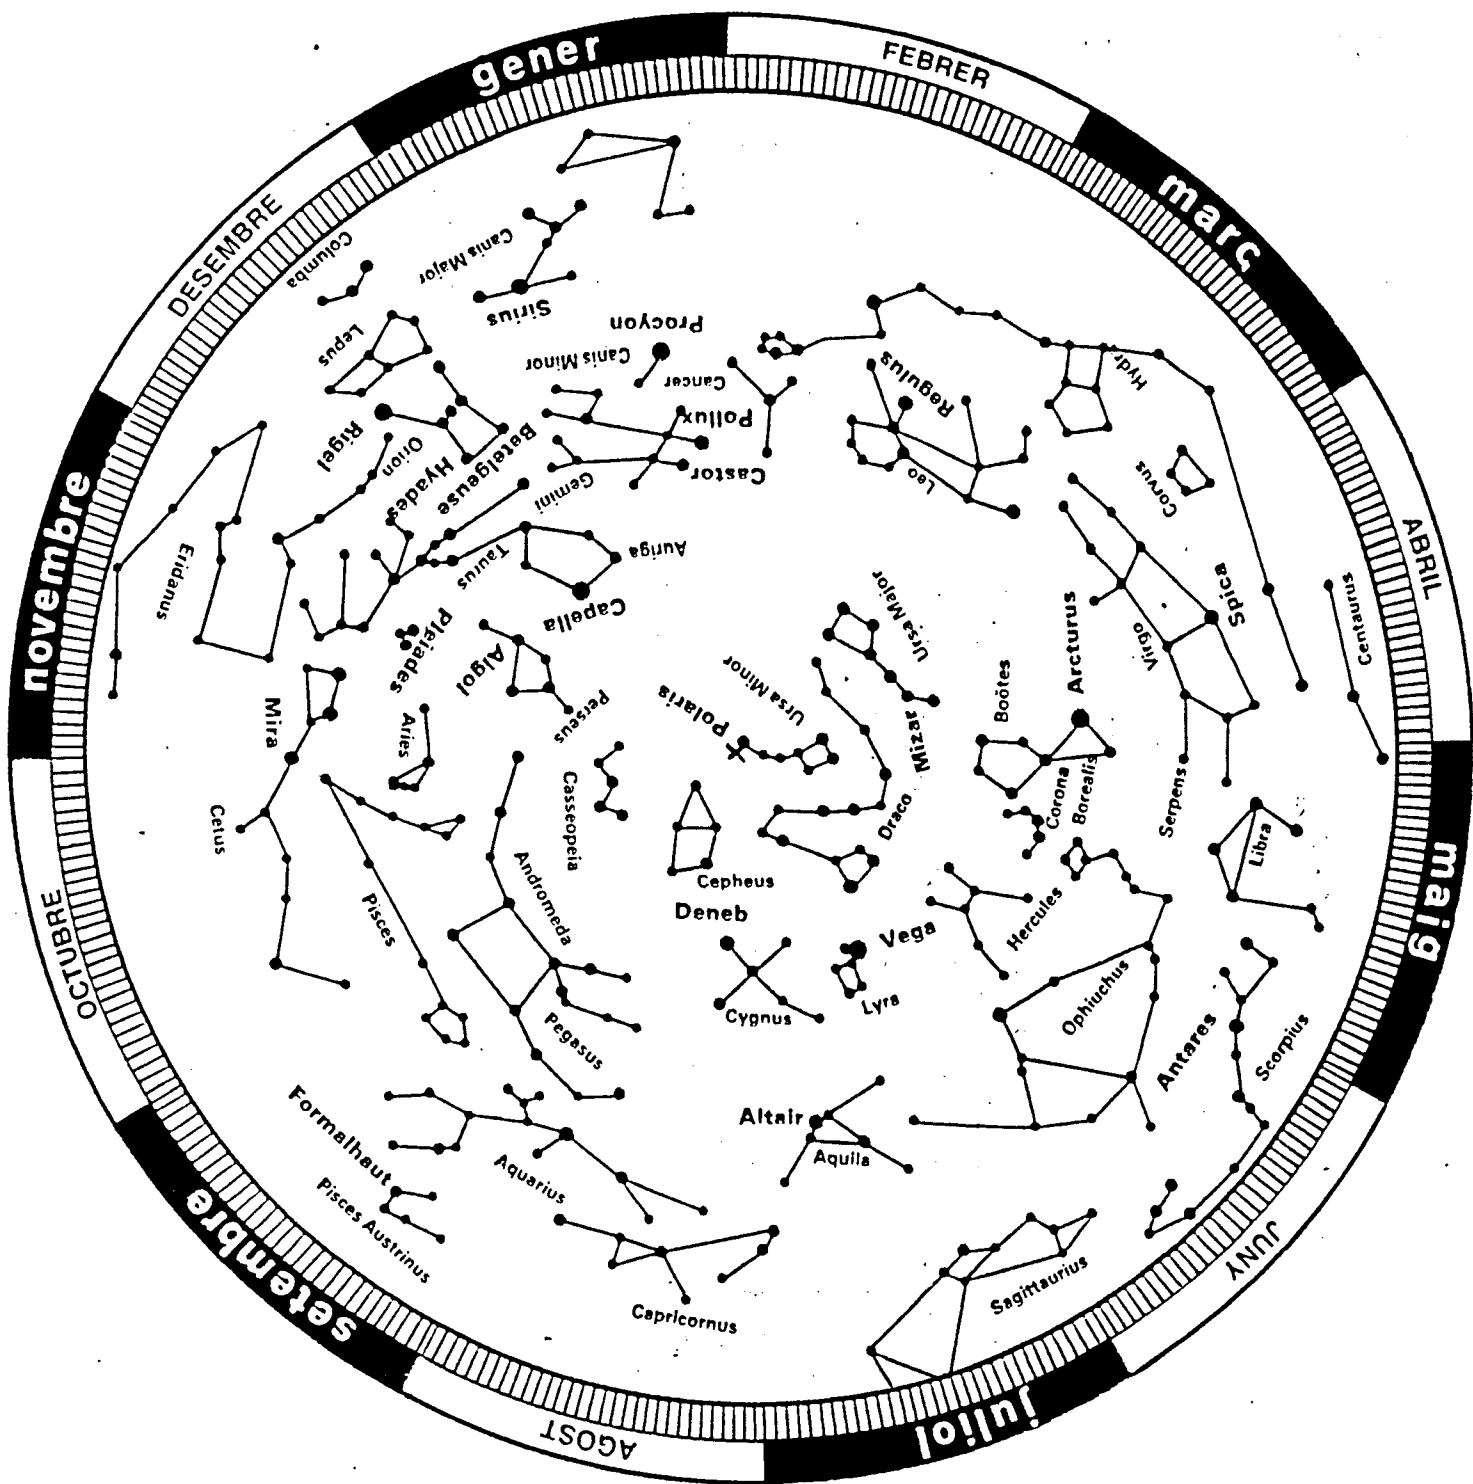 gener
FEBRER
marc
ABRIL
maig
JUNY
juliol
AGOST
setembre
OCTUBRE
novembre
DESEMBRE
Columba
Canis Major
Sirius
Lepus
Procyon
Canis Minor
Cancer
Pollux
Castor
Gemini
Rigel
Orion
Betelgeuse
Hyades
Taurus
Auriga
Capella
Eridanus
Pleiades
Algol
Perseus
Mira
Aries
Cetus
Casseopeia
Pisces
Andromeda
Pegasus
Formalhaut
Pisces Austrinus
Aquarius
Capricornus
Regulus
Leo
Hydr
Corvus
Spica
Virgo
Centaurus
Arcturus
Boötes
Ursa Major
Mizar
Ursa Minor
Polaris
Draco
Cepheus
Deneb
Cygnus
Vega
Lyra
Corona
Borealis
Serpens
Libra
Hercules
Ophiuchus
Antares
Scorpius
Altair
Aquila
Sagittaurius